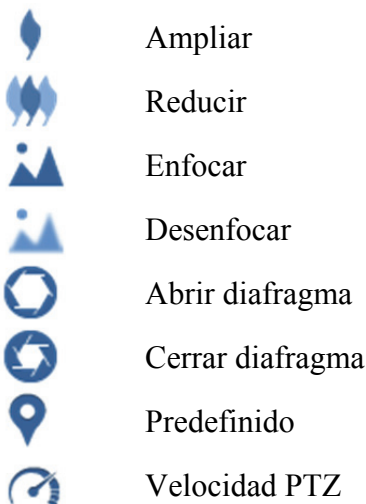 Ampliar
Reducir
Enfocar
Desenfocar
Abrir diafragma
Cerrar diafragma
Predefinido
Velocidad PTZ